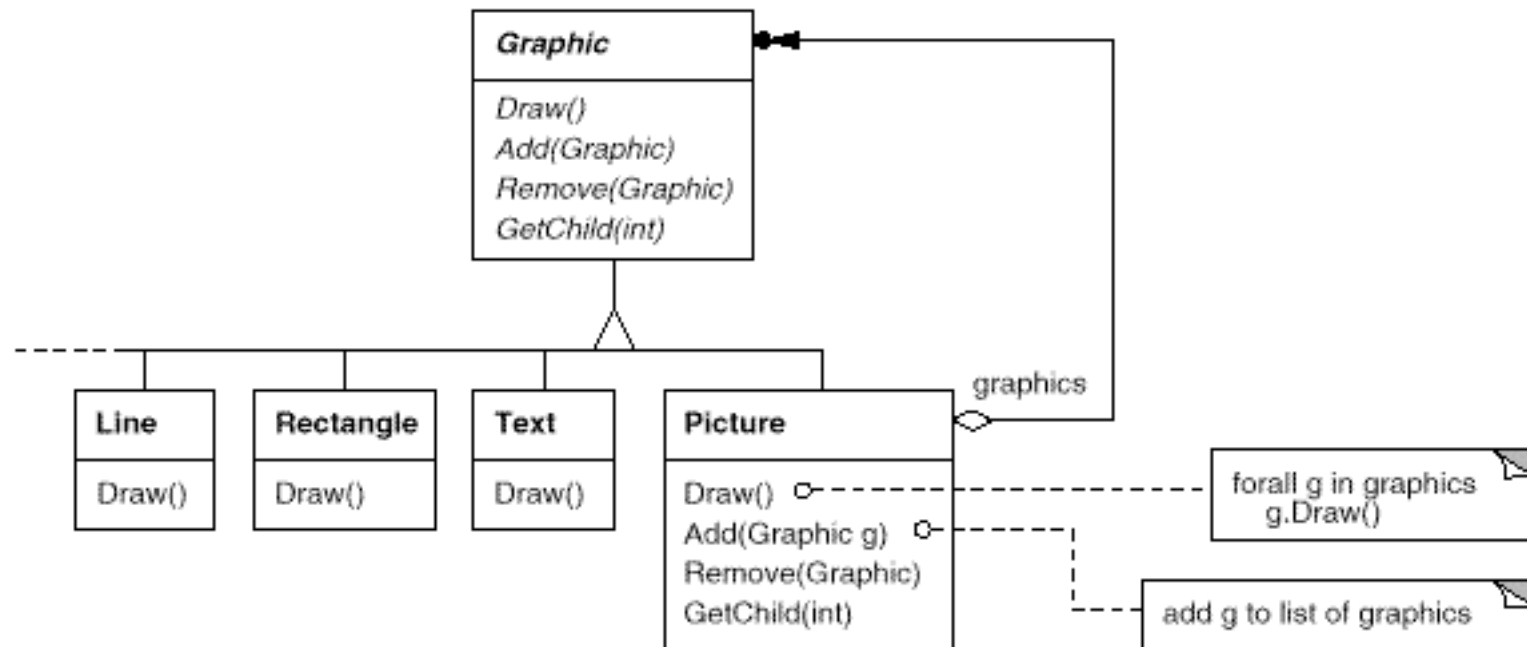 Graphic
Draw()
Add(Graphic)
Remove(Graphic)
GetChild(int)
graphics
Line
Draw()
Rectangle
Draw()
Text
Draw()
Picture
Draw()
Add(Graphic g)
Remove(Graphic)
GetChild(int)
forall g in graphics
g.Draw()
add g to list of graphics